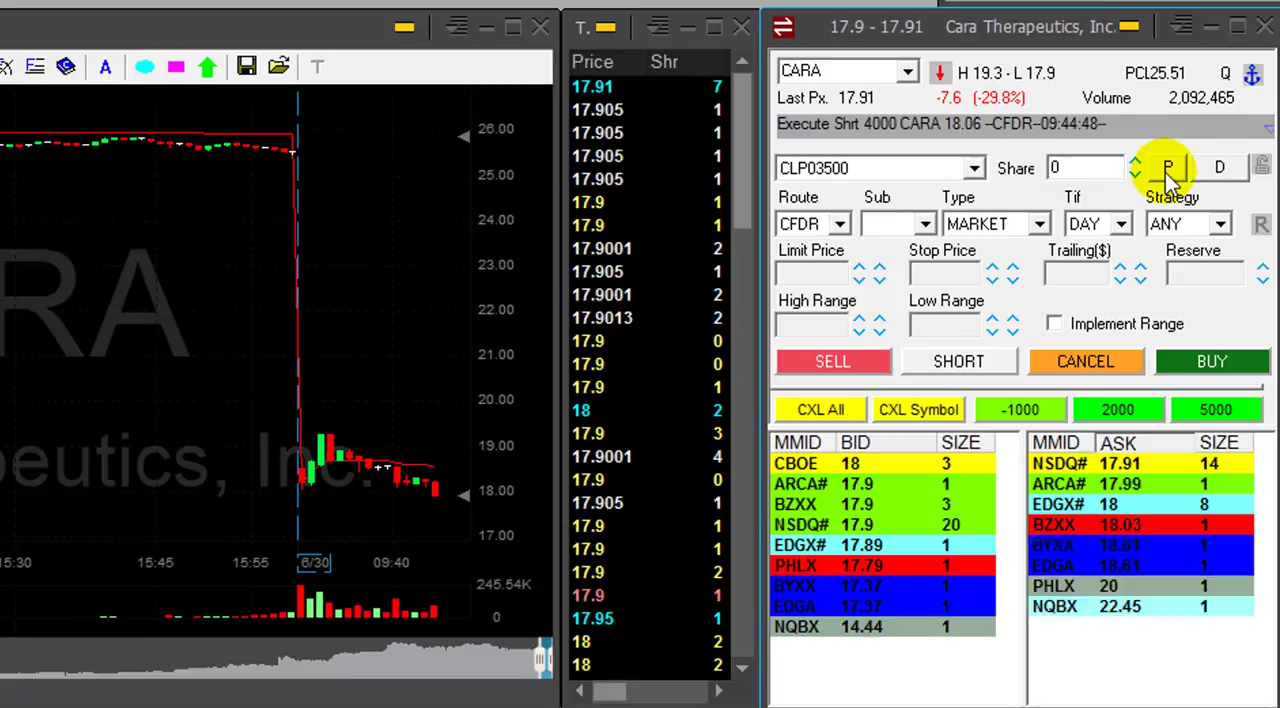 A
T
26.00
25.00
24.00
23.00
22.00
21.00
20.00
19.00
18.00
17.00
RA
peutics, Inc.
15:30
15:45
15:55
6/30
09:40
245.54K
0
T.
Price Shr
17.91 7
17.905 1
17.905 1
17.905 1
17.905 1
17.9 1
17.9 1
17.9001 2
17.905 1
17.9001 2
17.9013 2
17.9 0
17.9 0
17.9 1
18 2
17.9 3
17.9001 4
17.9 0
17.905 1
17.9 1
17.9 1
17.9 2
17.9 1
17.95 1
18 2
18 2
17.9 - 17.91 Cara Therapeutics, Inc.
CARA H 19.3 - L 17.9 PCL25.51 Q
Last Px. 17.91 -7.6 (-29.8%) Volume 2,092,465
Execute Shrt 4000 CARA 18.06 --CFDR--09:44:48--
CLP03500 Share 0 P D
Route Sub Type Tif Strategy
CFDR MARKET DAY ANY R
Limit Price Stop Price Trailing($) Reserve
High Range Low Range
Implement Range
SELL SHORT CANCEL BUY
CXL All CXL Symbol -1000 2000 5000
MMID BID SIZE MMID ASK SIZE
CBOE 18 3 NSDQ# 17.91 14
ARCA# 17.9 1 ARCA# 17.99 1
BZXX 17.9 3 EDGX# 18 8
NSDQ# 17.9 20 BZXX 18.03 1
EDGX# 17.89 1 BYXX 18.61 1
PHLX 17.79 1 EDGA 18.61 1
BYXX 17.37 1 PHLX 20 1
EDGA 17.37 1 NQBX 22.45 1
NQBX 14.44 1